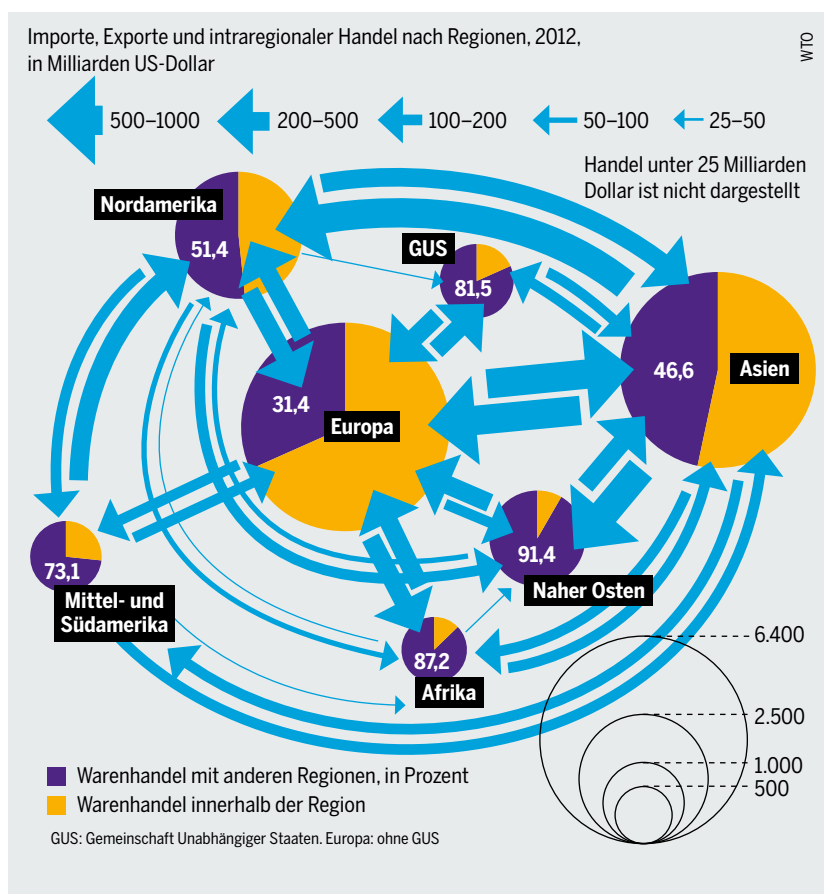 Importe, Exporte und intraregionaler Handel nach Regionen, 2012,
in Milliarden US-Dollar
WTO
500–1000
200–500
100–200
50–100
25–50
Handel unter 25 Milliarden
Dollar ist nicht dargestellt
Nordamerika
51,4
GUS
81,5
46,6
Asien
31,4
Europa
91,4
Naher Osten
73,1
Mittel- und
Südamerika
87,2
Afrika
6.400
2.500
1.000
500
Warenhandel mit anderen Regionen, in Prozent
Warenhandel innerhalb der Region
GUS: Gemeinschaft Unabhängiger Staaten. Europa: ohne GUS